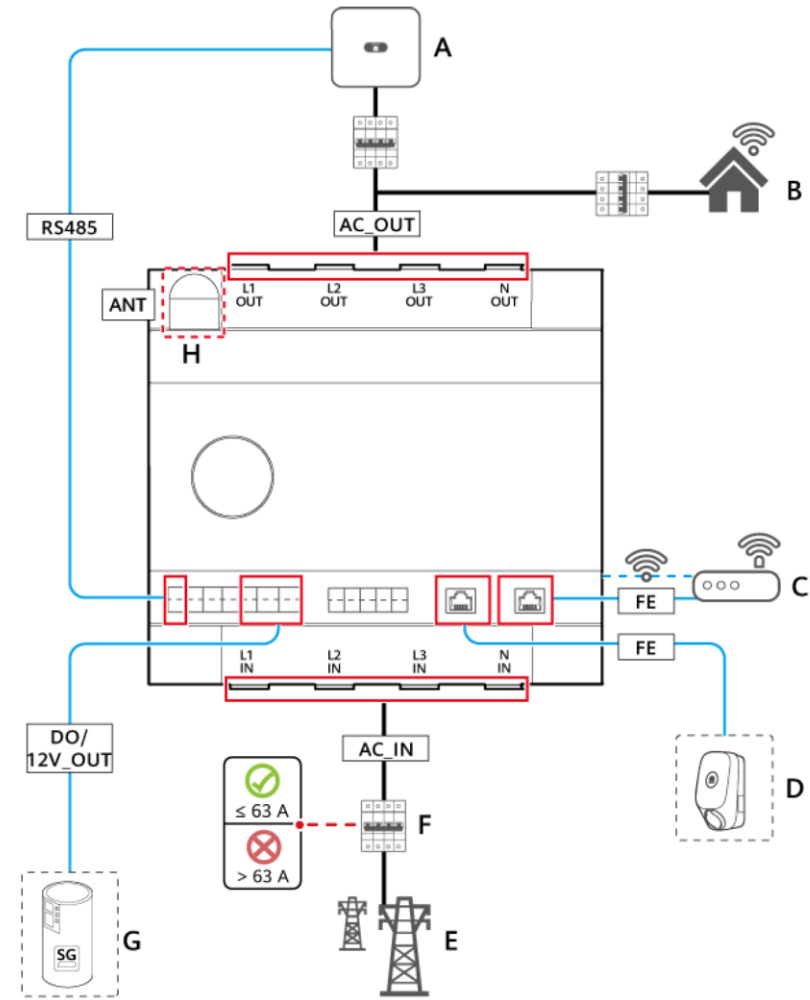 A
B
RS485
AC_OUT
ANT
L1
OUT
L2
OUT
L3
OUT
N
OUT
H
C
FE
FE
L1
IN
L2
IN
L3
IN
N
IN
DO/
12V_OUT
AC_IN
D
≤ 63 A
F
> 63 A
G
SG
E